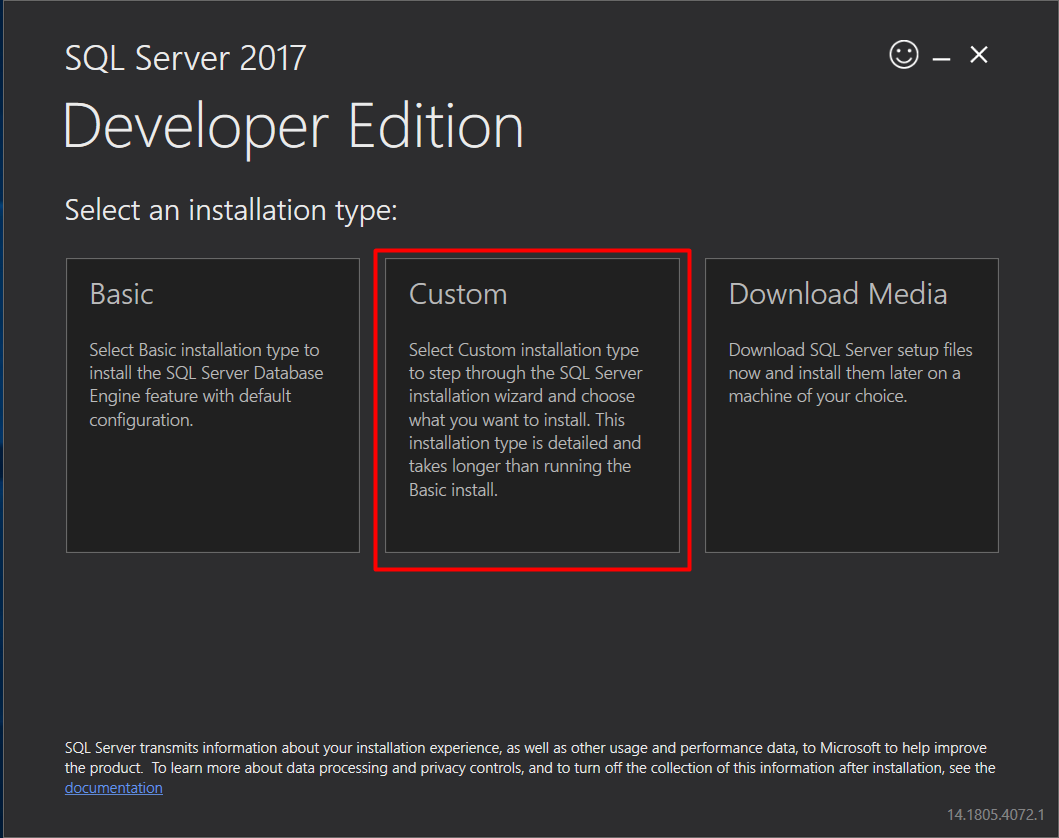 SQL Server 2017
Developer Edition
Select an installation type:
Basic
Select Basic installation type to
install the SQL Server Database
Engine feature with default
configuration.
Custom
Select Custom installation type
to step through the SQL Server
installation wizard and choose
what you want to install. This
installation type is detailed and
takes longer than running the
Basic install.
Download Media
Download SQL Server setup files
now and install them later on a
machine of your choice.
SQL Server transmits information about your installation experience, as well as other usage and performance data, to Microsoft to help improve
the product.  To learn more about data processing and privacy controls, and to turn off the collection of this information after installation, see the
documentation
14.1805.4072.1